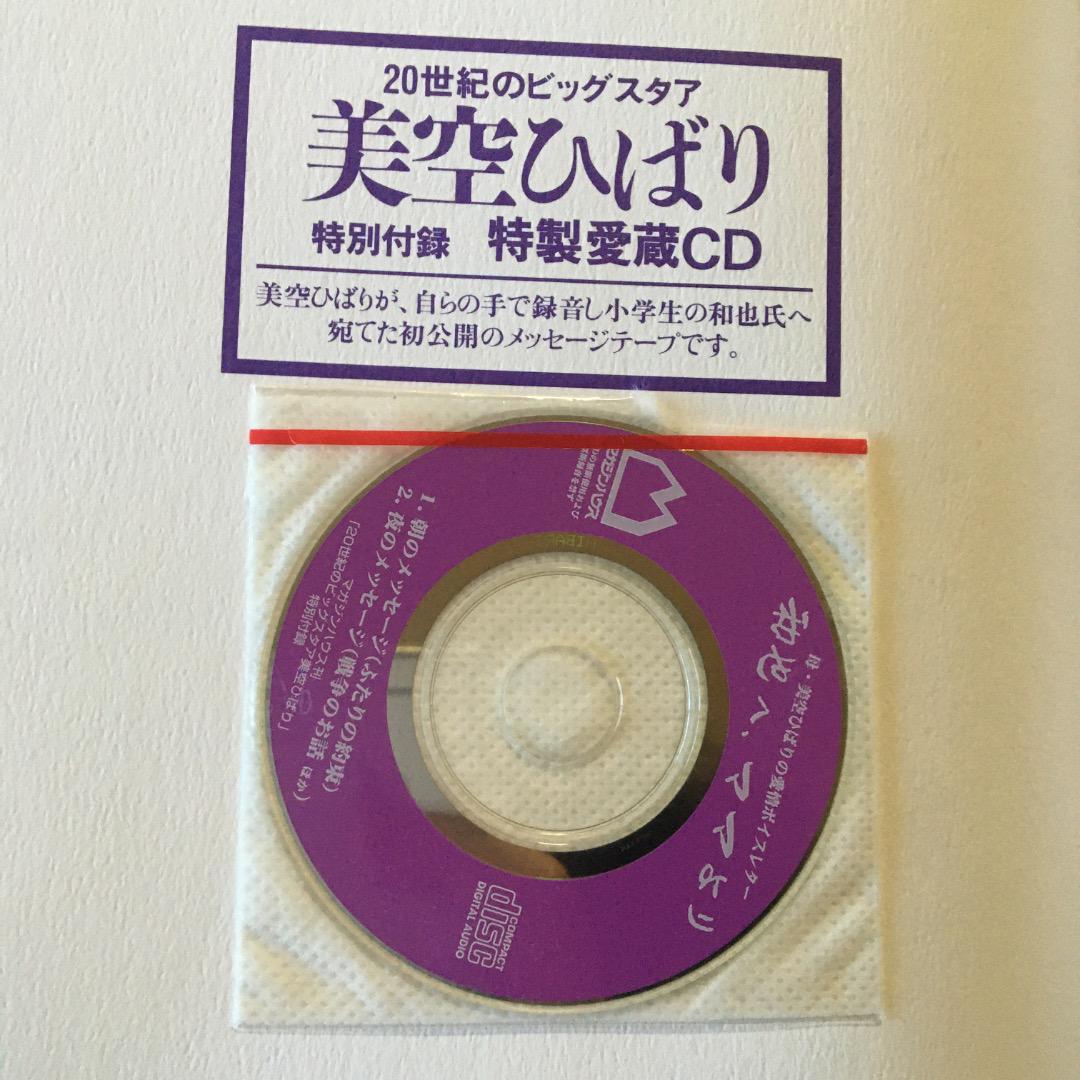 20世紀のビッグスタア
美空ひばり
特別付録 特製愛蔵CD
美空ひばりが、自らの手で録音し小学生の和也氏へ
宛てた初公開のメッセージテープです。
母・美空ひばりの愛情ボイスレター
和也へ、ママより
マガジンハウス
1.朝のメッセージ(ふたりの約束)
2.夜のメッセージ(戦争のお話 ほか)
マガジンハウス刊
「20世紀のビッグスタア美空ひばり」
特別付録
COMPACT
disc
DIGITAL AUDIO